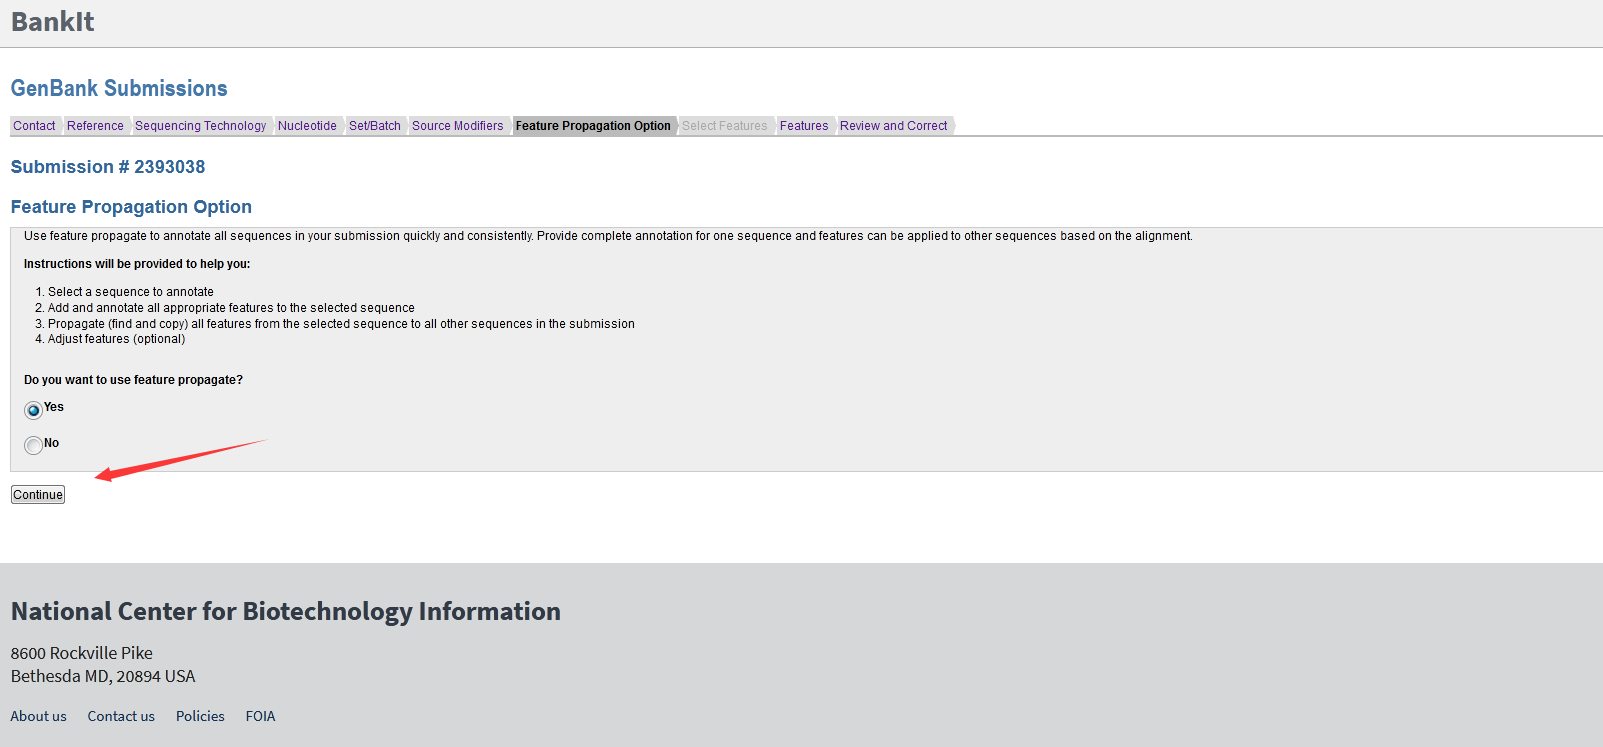 BankIt
GenBank Submissions
Contact Reference Sequencing Technology Nucleotide Set/Batch Source Modifiers Feature Propagation Option Select Features Features Review and Correct
Submission # 2393038
Feature Propagation Option
Use feature propagate to annotate all sequences in your submission quickly and consistently. Provide complete annotation for one sequence and features can be applied to other sequences based on the alignment.
Instructions will be provided to help you:
1. Select a sequence to annotate
2. Add and annotate all appropriate features to the selected sequence
3. Propagate (find and copy) all features from the selected sequence to all other sequences in the submission
4. Adjust features (optional)
Do you want to use feature propagate?
Yes
No
Continue
National Center for Biotechnology Information
8600 Rockville Pike
Bethesda MD, 20894 USA
About us Contact us Policies FOIA